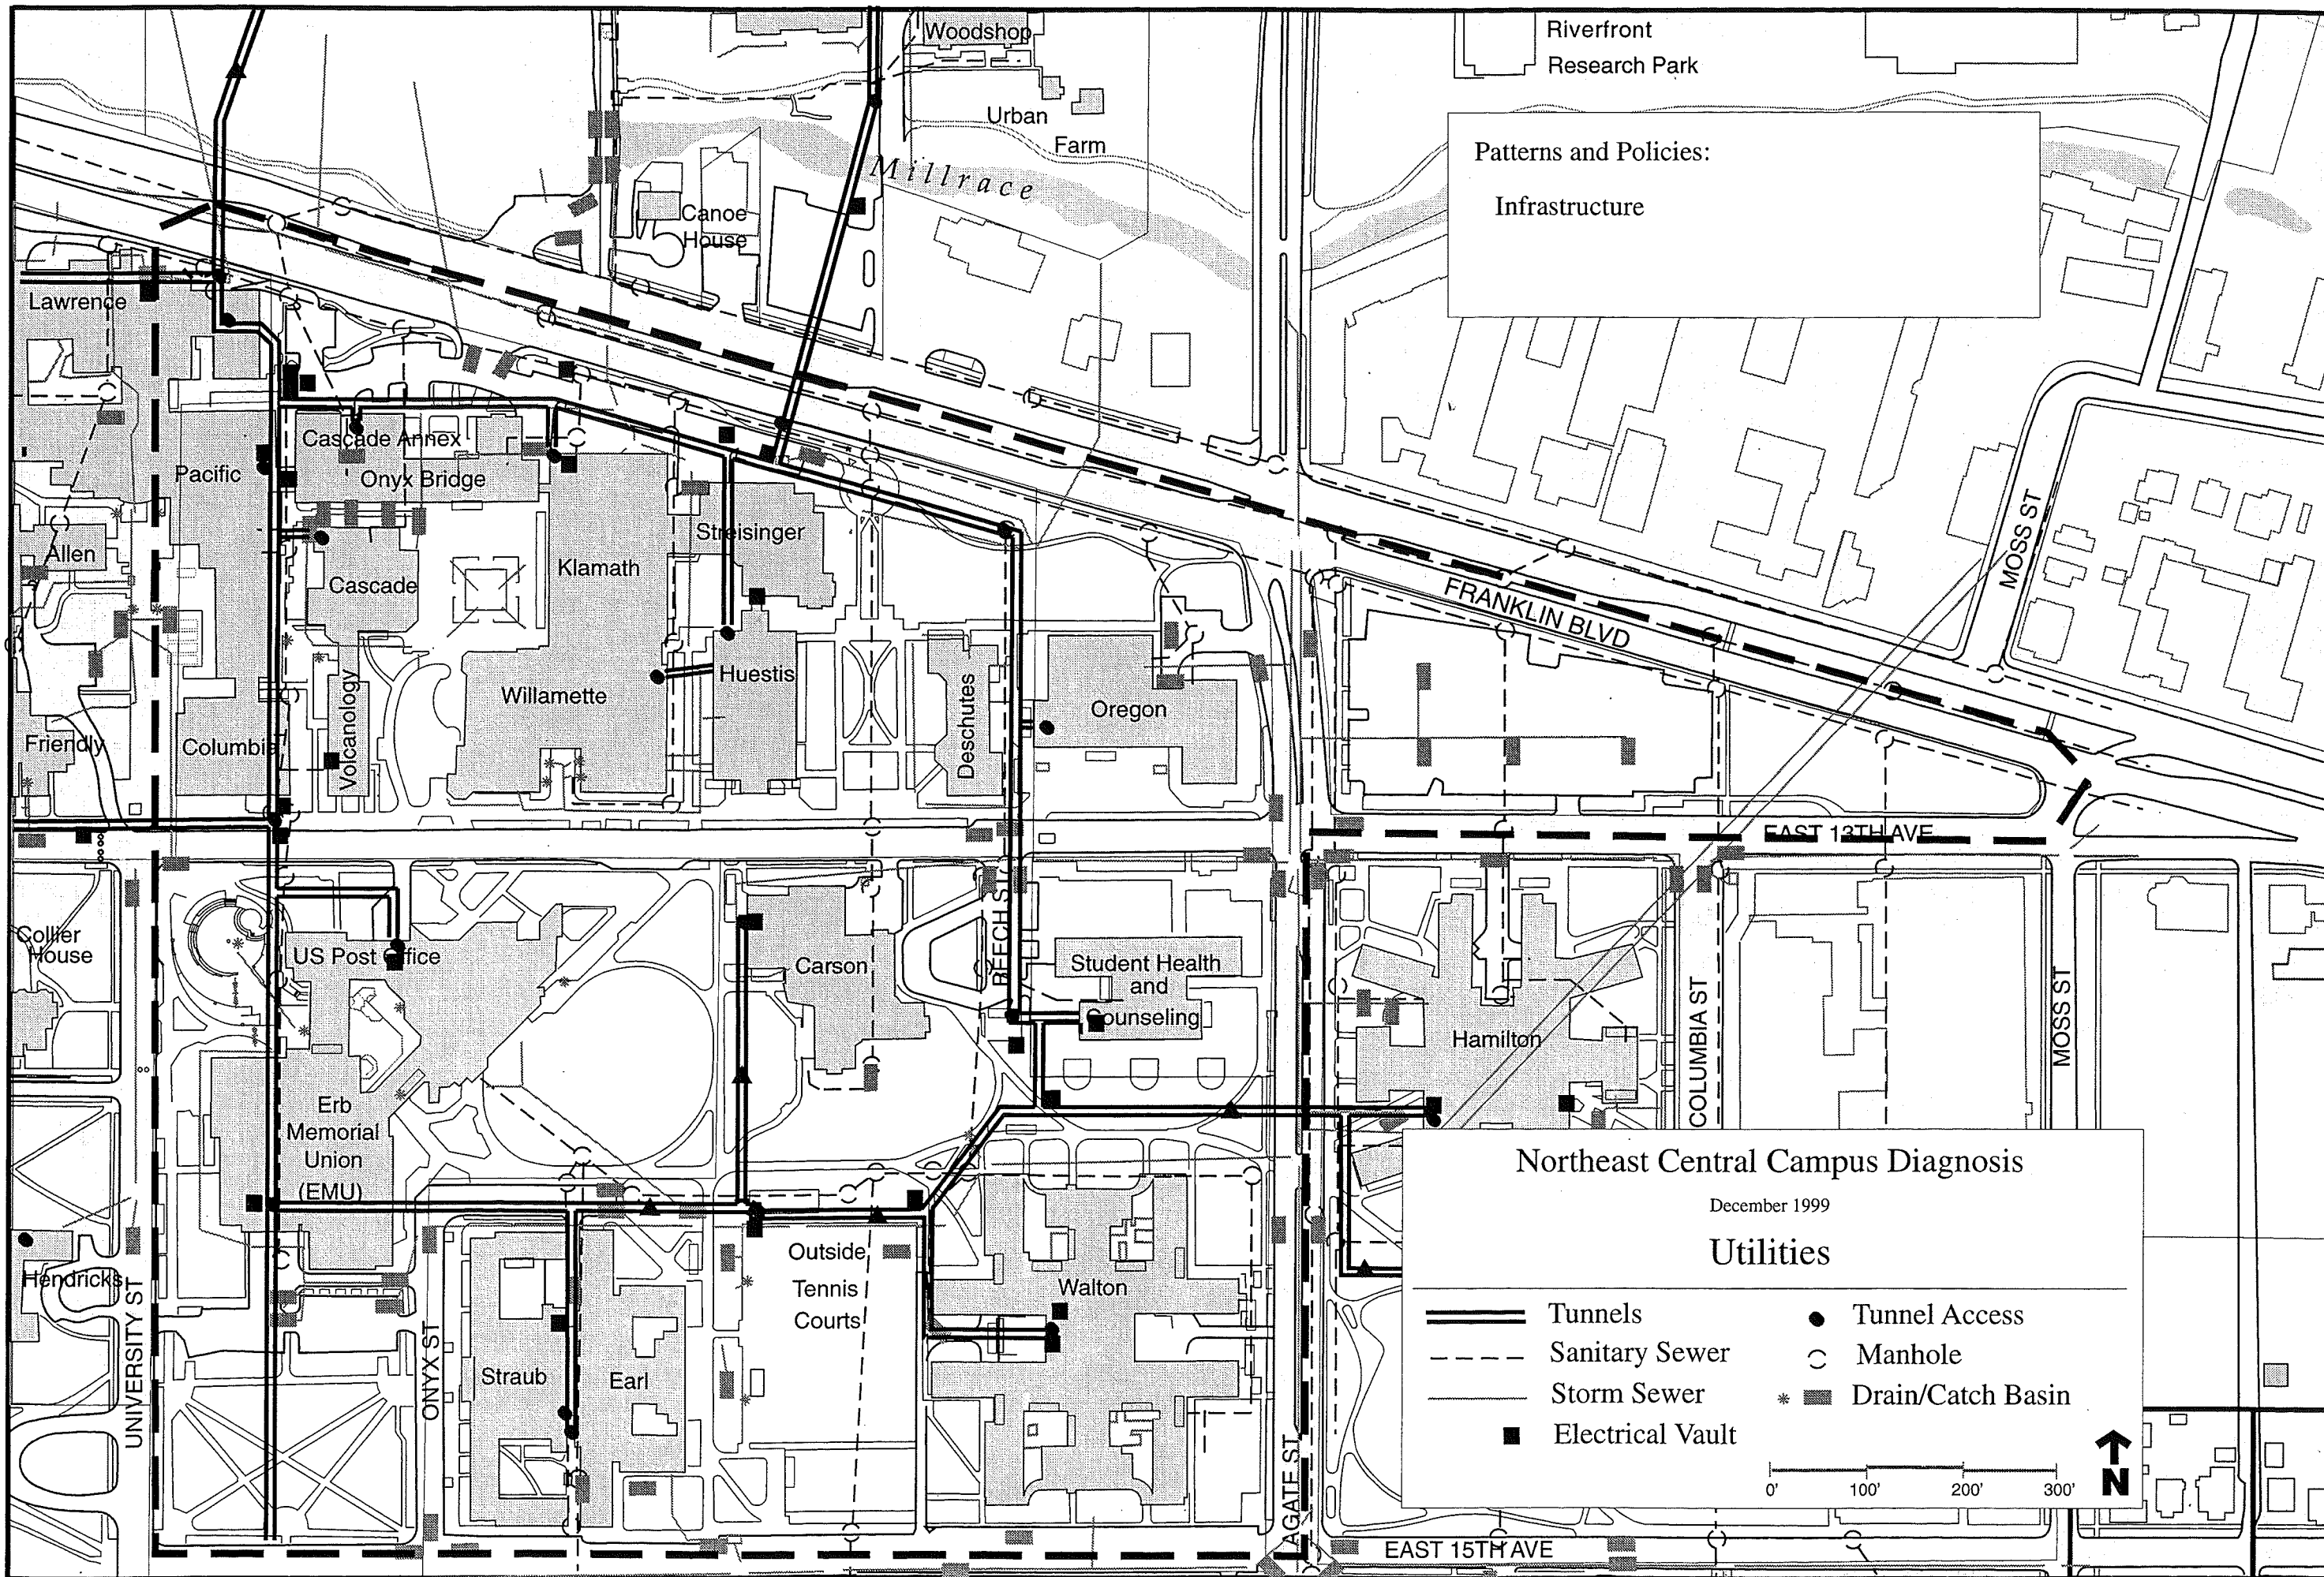 Woodshop
Riverfront
Research Park
Urban
Farm
Millrace
Patterns and Policies:
Infrastructure
Canoe
House
Lawrence
Cascade Annex
Pacific
Onyx Bridge
Streisinger
Allen
Klamath
Cascade
MOSS ST
FRANKLIN BLVD
Huestis
Willamette
Volcanology
Deschutes
Oregon
Friendly
Columbia
EAST 13TH AVE
Collier
House
US Post Office
Carson
BEECH ST
Student Health
and
Counseling
Hamilton
COLUMBIA ST
MOSS ST
Erb
Memorial
Union
(EMU)
Northeast Central Campus Diagnosis
December 1999
Utilities
Outside
Tennis
Courts
Walton
Hendricks
UNIVERSITY ST
ONYX ST
Straub
Earl
AGATE ST
Tunnels
Tunnel Access
Sanitary Sewer
Manhole
Storm Sewer
Drain/Catch Basin
Electrical Vault
N
0' 100' 200' 300'
EAST 15TH AVE